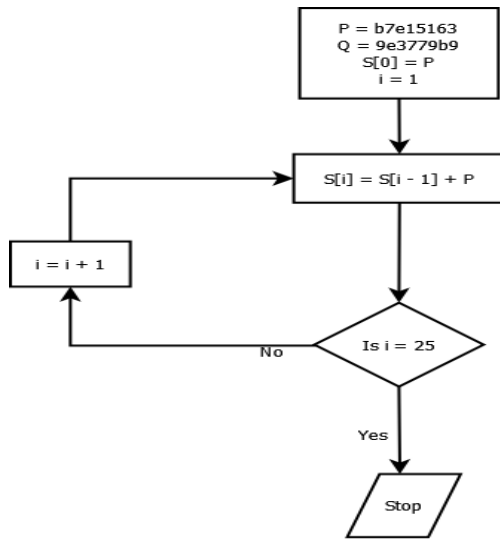 P = b7e15163
Q = 9e3779b9
S[0] = P
i = 1
S[i] = S[i - 1] + P
i = i + 1
Is i = 25
No
Yes
Stop